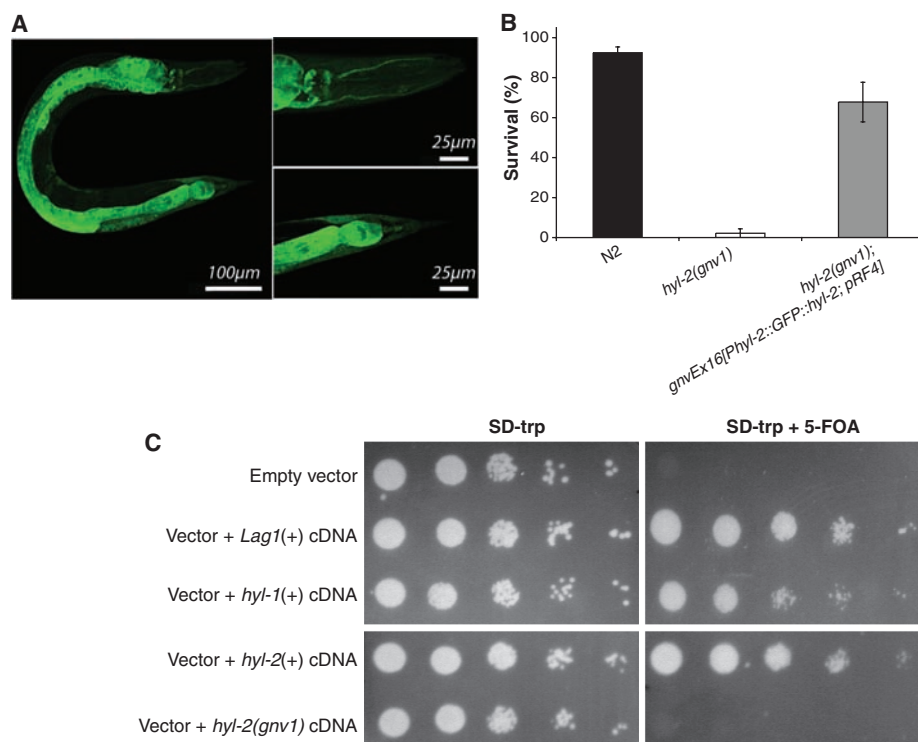 A
100µm
25µm
25µm
B
Survival (%)
100
80
60
40
20
0
N2
hyl-2(gnv1)
hyl-2(gnv1);
gnvEx16[Phyl-2::GFP::hyl-2; pRF4]
C
SD-trp
SD-trp + 5-FOA
Empty vector
Vector + Lag1(+) cDNA
Vector + hyl-1(+) cDNA
Vector + hyl-2(+) cDNA
Vector + hyl-2(gnv1) cDNA